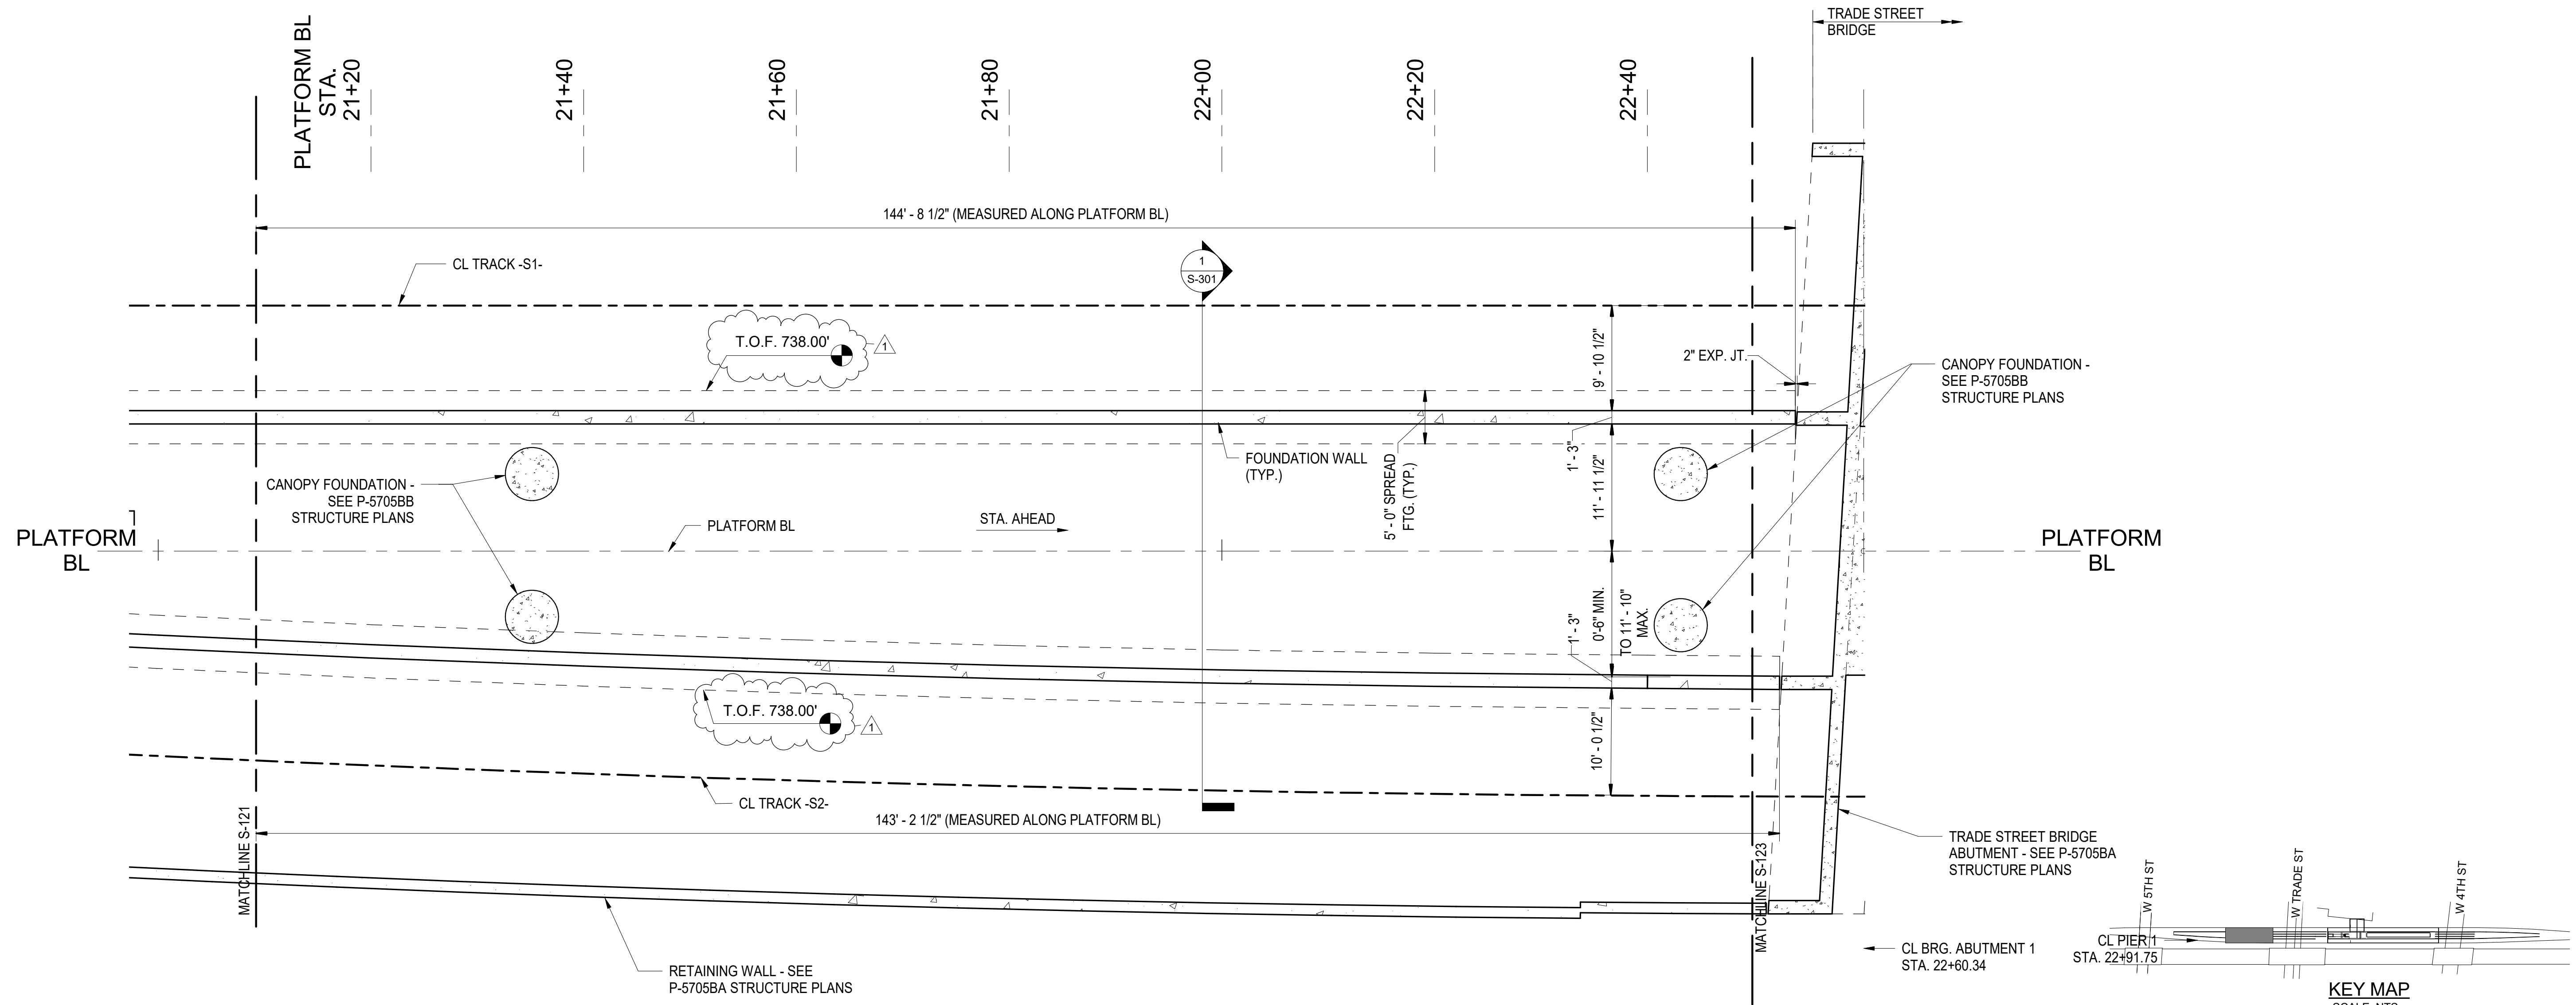 TRADE STREET
BRIDGE
PLATFORM BL
STA.
21+20
21+40
21+60
21+80
22+00
22+20
22+40
144' - 8 1/2" (MEASURED ALONG PLATFORM BL)
CL TRACK -S1-
1
S-301
T.O.F. 738.00'
1
9' - 10 1/2"
2" EXP. JT.
CANOPY FOUNDATION -
SEE P-5705BB
STRUCTURE PLANS
1' - 3"
11' - 11 1/2"
5' - 0" SPREAD
FTG. (TYP.)
FOUNDATION WALL
(TYP.)
CANOPY FOUNDATION -
SEE P-5705BB
STRUCTURE PLANS
PLATFORM BL
STA. AHEAD
PLATFORM
BL
PLATFORM
BL
1' - 3"
0'-6" MIN.
TO 11' - 10"
MAX.
T.O.F. 738.00'
1
10' - 0 1/2"
CL TRACK -S2-
143' - 2 1/2" (MEASURED ALONG PLATFORM BL)
MATCHLINE S-121
MATCHLINE S-123
TRADE STREET BRIDGE
ABUTMENT - SEE P-5705BA
STRUCTURE PLANS
RETAINING WALL - SEE
P-5705BA STRUCTURE PLANS
CL BRG. ABUTMENT 1
STA. 22+60.34
CL PIER 1
STA. 22+91.75
W 5TH ST
W TRADE ST
W 4TH ST
KEY MAP